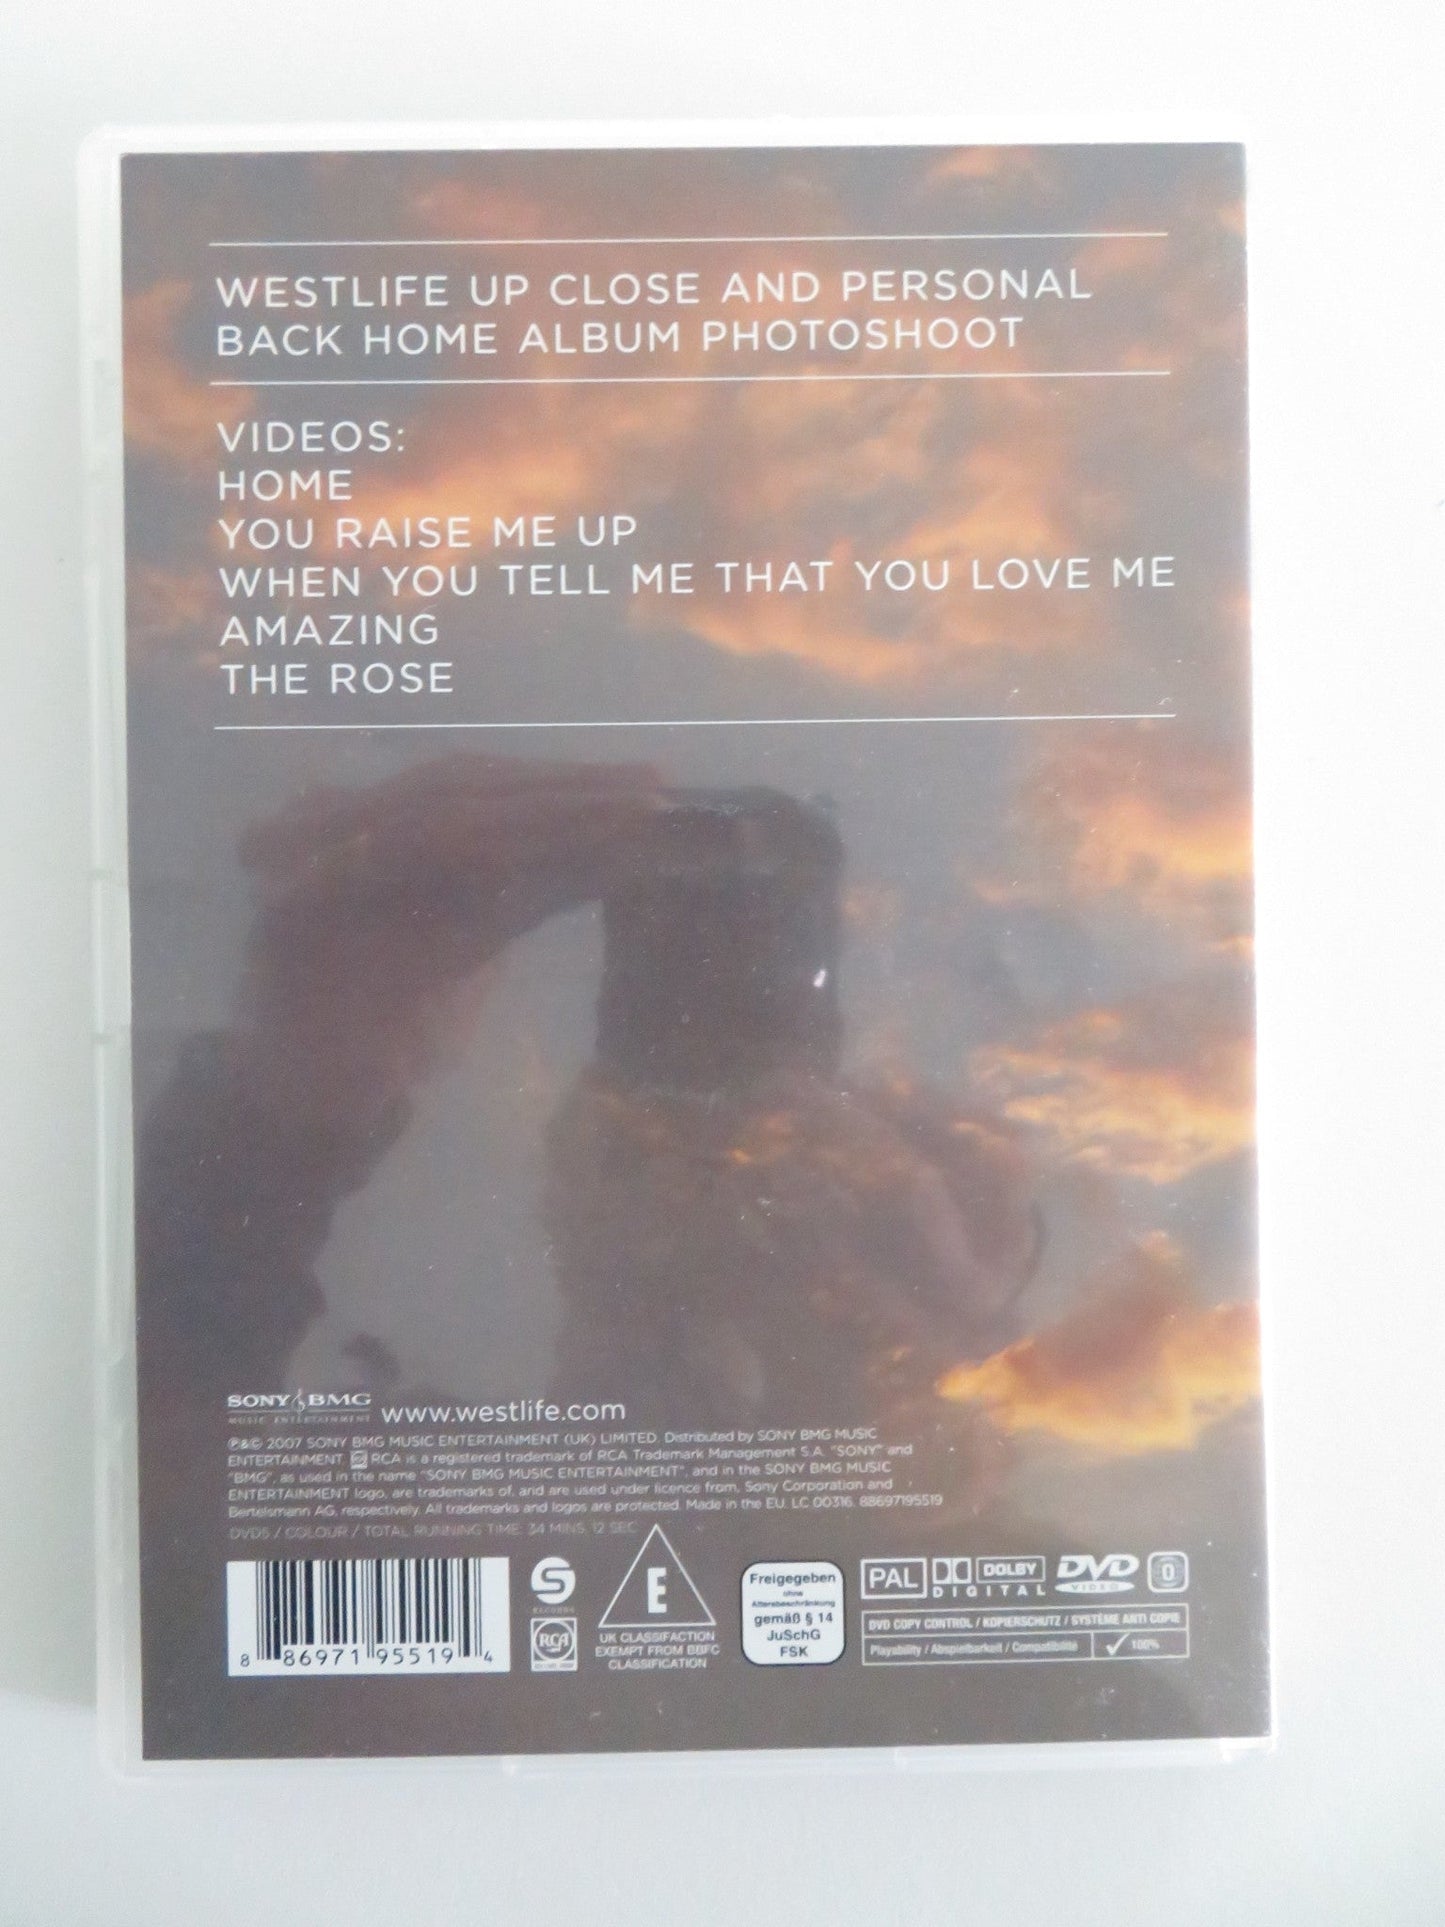 WESTLIFE UP CLOSE AND PERSONAL
BACK HOME ALBUM PHOTOSHOOT
VIDEOS:
HOME
YOU RAISE ME UP
WHEN YOU TELL ME THAT YOU LOVE ME
AMAZING
THE ROSE
SONY BMG
MUSIC ENTERTAINMENT
www.westlife.com
℗&© 2007 SONY BMG MUSIC ENTERTAINMENT (UK) LIMITED. Distributed by SONY BMG MUSIC
ENTERTAINMENT. RCA is a registered trademark of RCA Trademark Management S.A. "SONY" and
"BMG", as used in the name "SONY BMG MUSIC ENTERTAINMENT", and in the SONY BMG MUSIC
ENTERTAINMENT logo, are trademarks of, and are used under licence from, Sony Corporation and
Bertelsmann AG, respectively. All trademarks and logos are protected. Made in the EU. LC 00316. 88697195519
DVD5 / COLOUR / TOTAL RUNNING TIME: 34 MINS. 12 SEC
8 86971 95519 4
S
RECORDS
RCA
E
UK CLASSIFACTION
EXEMPT FROM BBFC
CLASSIFICATION
Freigegeben
ohne
Altersbeschränkung
gemäß § 14
JuSchG
FSK
PAL
DOLBY
DIGITAL
DVD
VIDEO
0
DVD COPY CONTROL / KOPIERSCHUTZ / SYSTÈME ANTI COPIE
Playability / Abspielbarkeit / Compatibilité
100%